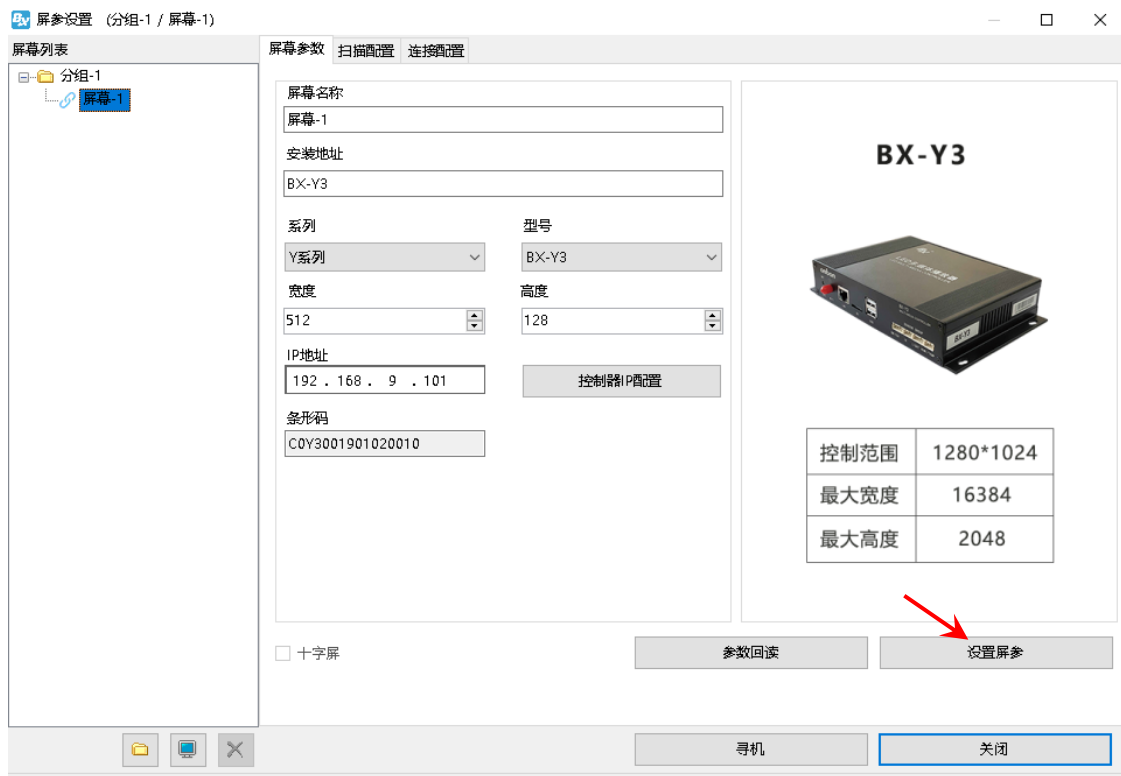 屏参设置 (分组-1 / 屏幕-1)
屏幕列表
分组-1
屏幕-1
屏幕参数 扫描配置 连接配置
屏幕名称
屏幕-1
安装地址
BX-Y3
系列 型号
Y系列 BX-Y3
宽度 高度
512 128
IP地址
192 . 168 . 9 . 101 控制器IP配置
条形码
C0Y3001901020010
BX-Y3
BX-Y3
控制范围 1280*1024
最大宽度 16384
最大高度 2048
十字屏 参数回读 设置屏参
寻机 关闭